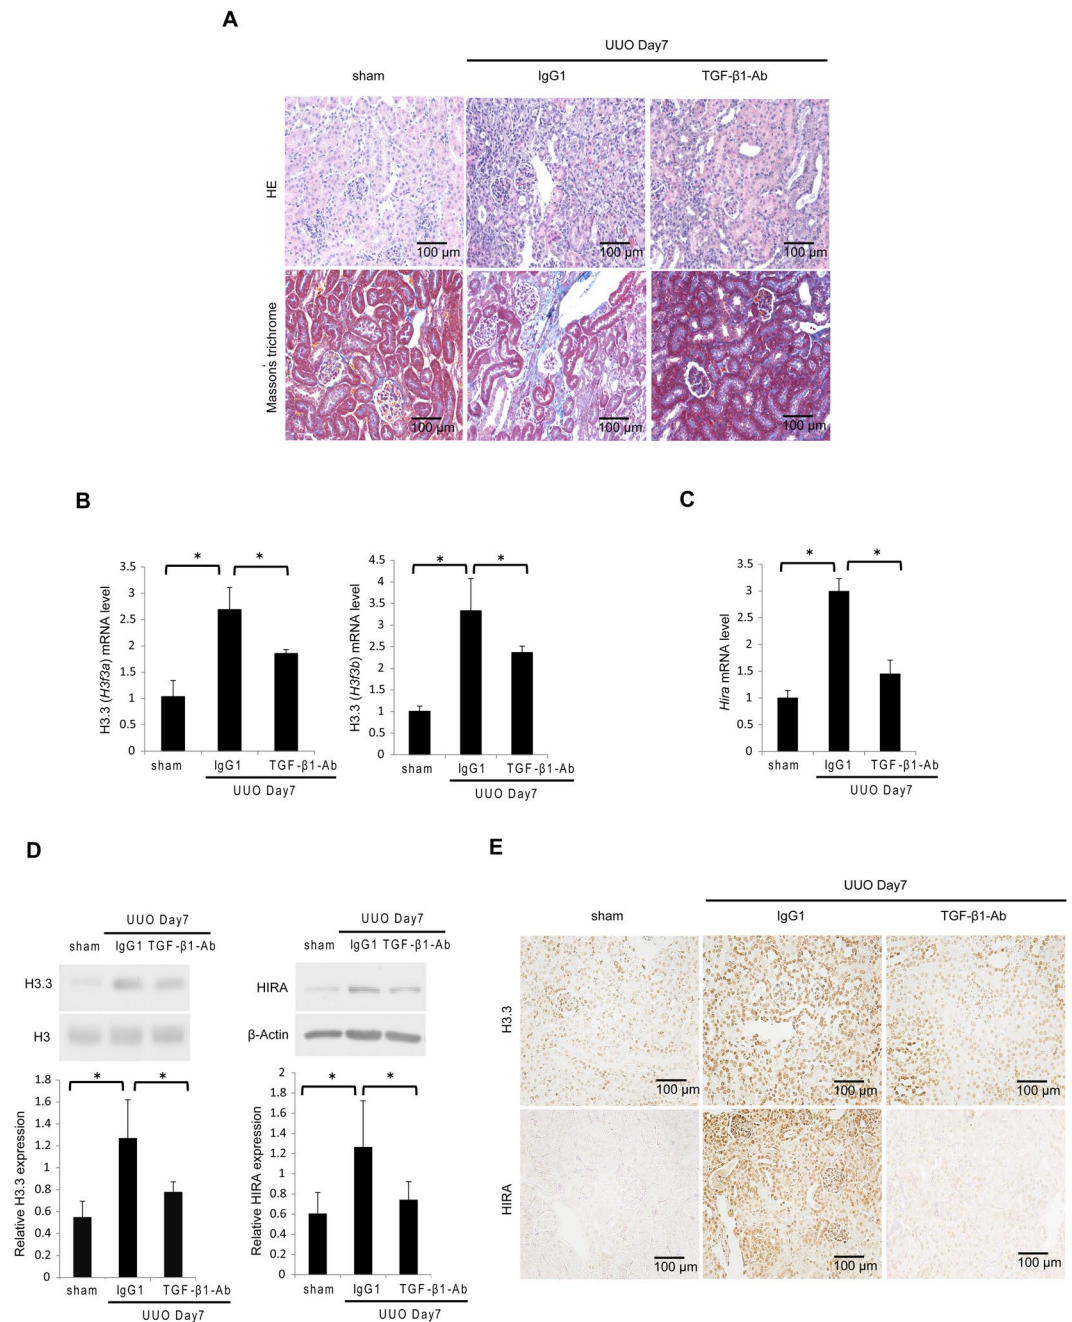 A
UUO Day7
sham IgG1 TGF-β1-Ab
HE
100 µm 100 µm 100 µm
Masson's trichrome
100 µm 100 µm 100 µm
B
H3.3 (H3f3a) mRNA level
3.5
3
2.5
2
1.5
1
0.5
0
* *
sham IgG1 TGF-β1-Ab
UUO Day7
H3.3 (H3f3b) mRNA level
4.5
4
3.5
3
2.5
2
1.5
1
0.5
0
* *
sham IgG1 TGF-β1-Ab
UUO Day7
C
Hira mRNA level
3.5
3
2.5
2
1.5
1
0.5
0
* *
sham IgG1 TGF-β1-Ab
UUO Day7
D
UUO Day7
sham IgG1 TGF-β1-Ab
H3.3
H3
Relative H3.3 expression
1.8
1.6
1.4
1.2
1
0.8
0.6
0.4
0.2
0
* *
sham IgG1 TGF-β1-Ab
UUO Day7
UUO Day7
sham IgG1 TGF-β1-Ab
HIRA
β-Actin
Relative HIRA expression
2
1.8
1.6
1.4
1.2
1
0.8
0.6
0.4
0.2
0
* *
sham IgG1 TGF-β1-Ab
UUO Day7
E
UUO Day7
sham IgG1 TGF-β1-Ab
H3.3
100 µm 100 µm 100 µm
HIRA
100 µm 100 µm 100 µm